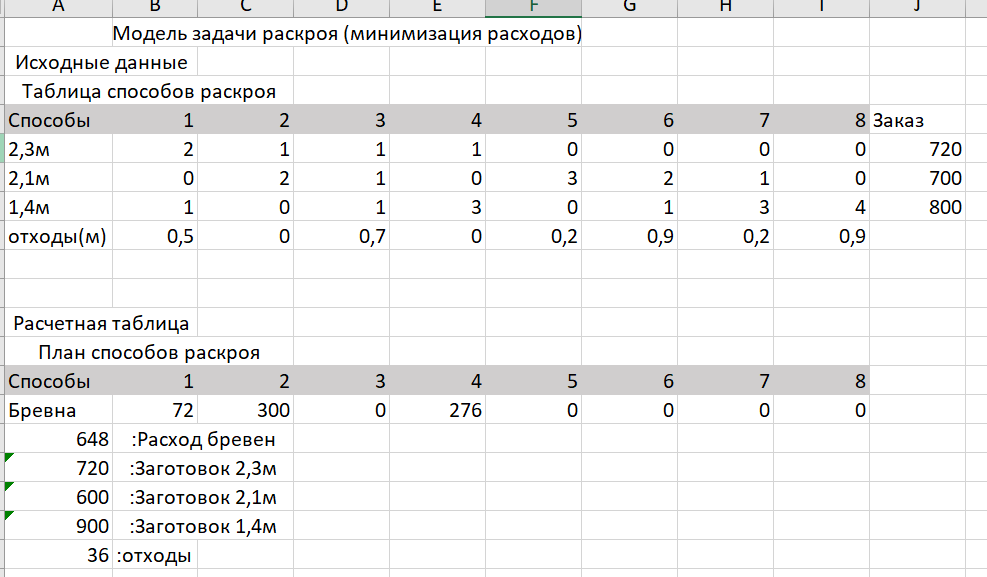 A B C D E F G H I J
Модель задачи раскроя (минимизация расходов)
Исходные данные
Таблица способов раскроя
Способы 1 2 3 4 5 6 7 8 Заказ
2,3м 2 1 1 1 0 0 0 0 720
2,1м 0 2 1 0 3 2 1 0 700
1,4м 1 0 1 3 0 1 3 4 800
отходы(м) 0,5 0 0,7 0 0,2 0,9 0,2 0,9
Расчетная таблица
План способов раскроя
Способы 1 2 3 4 5 6 7 8
Бревна 72 300 0 276 0 0 0 0
648 :Расход бревен
720 :Заготовок 2,3м
600 :Заготовок 2,1м
900 :Заготовок 1,4м
36 :отходы